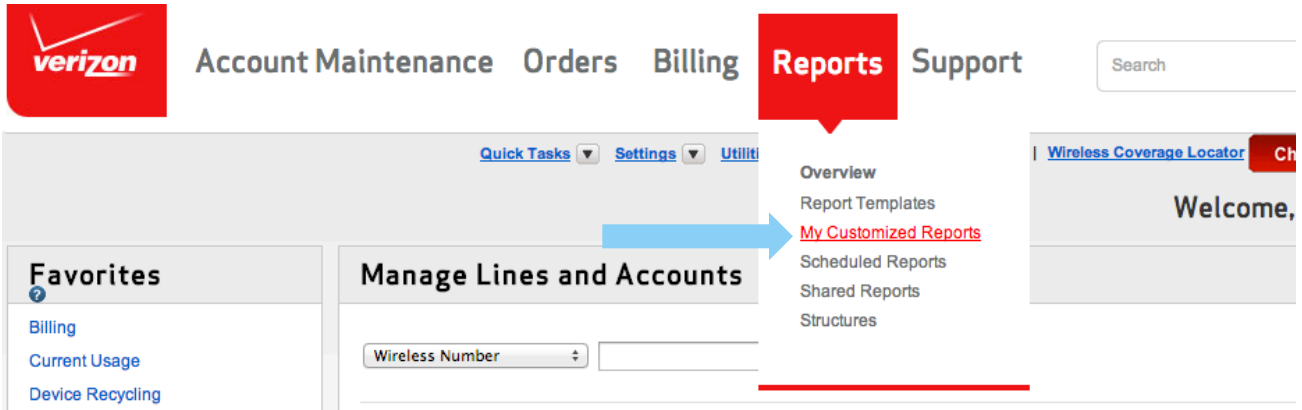 verizon
Account Maintenance Orders Billing Reports Support
Search
Quick Tasks Settings | Wireless Coverage Locator
Overview
Report Templates
My Customized Reports
Scheduled Reports
Shared Reports
Structures
Welcome,
Favorites
?
Billing
Current Usage
Device Recycling
Manage Lines and Accounts
Wireless Number